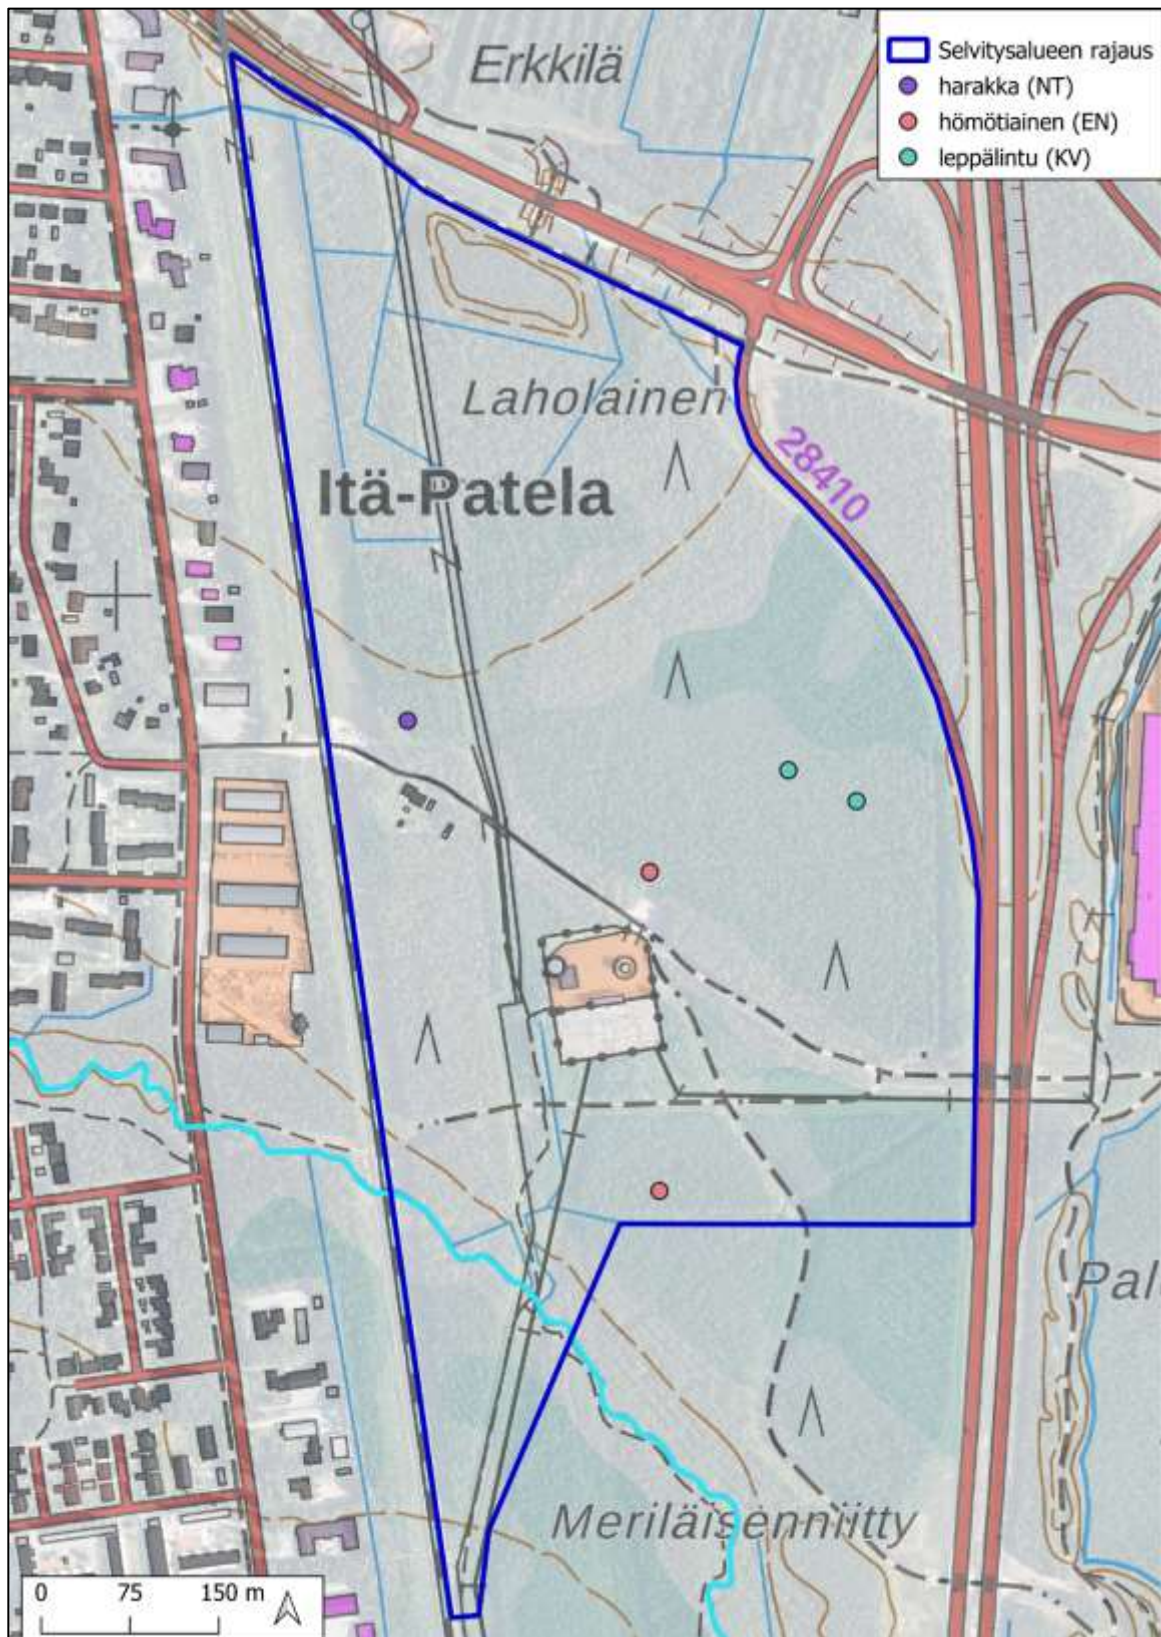 Erkkilä
Selvitysalueen rajaus
harakka (NT)
hömötiainen (EN)
leppälintu (KV)
Laholainen
28410
Itä-Patela
Pal
Meriläisenniitty
0 75 150 m